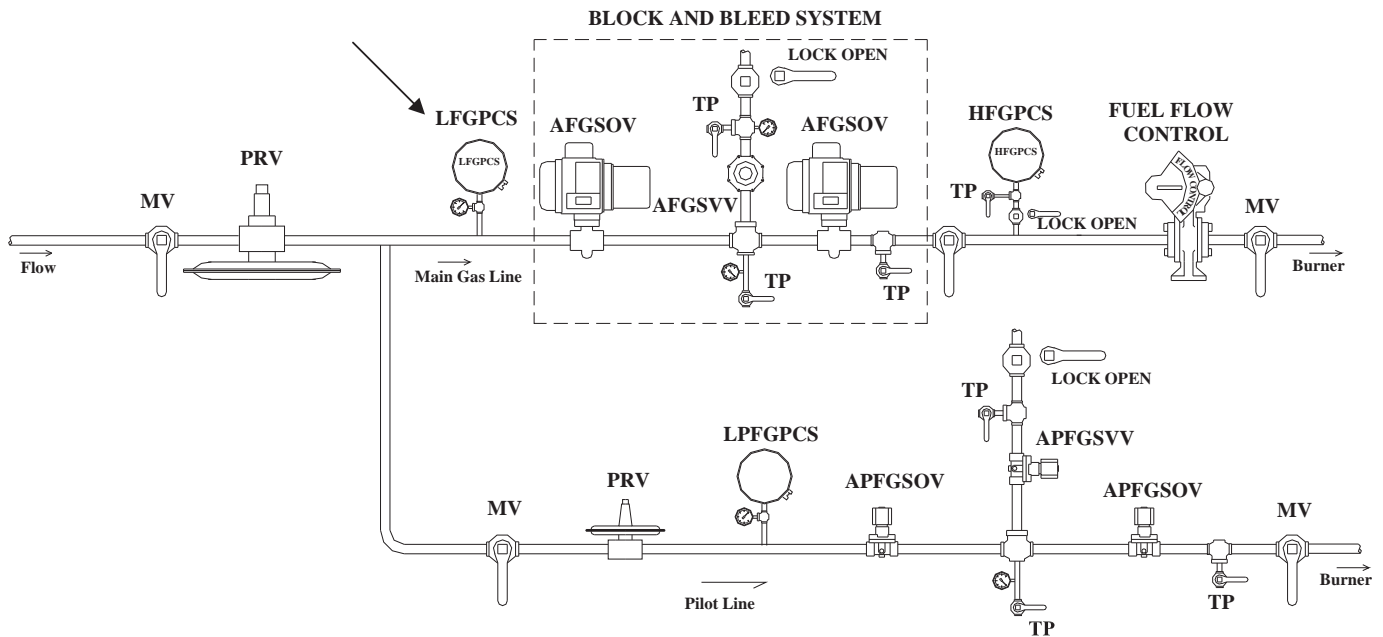 BLOCK AND BLEED SYSTEM
LOCK OPEN
LFGPCS
AFGSOV
TP
AFGSOV
HFGPCS
FUEL FLOW
CONTROL
PRV
LFGPCS
HFGPCS
FLOW CONTROL
MV
AFGSVV
TP
LOCK OPEN
MV
Flow
Main Gas Line
TP
TP
Burner
LOCK OPEN
TP
LPFGPCS
APFGSVV
PRV
APFGSOV
APFGSOV
MV
MV
Pilot Line
TP
TP
Burner